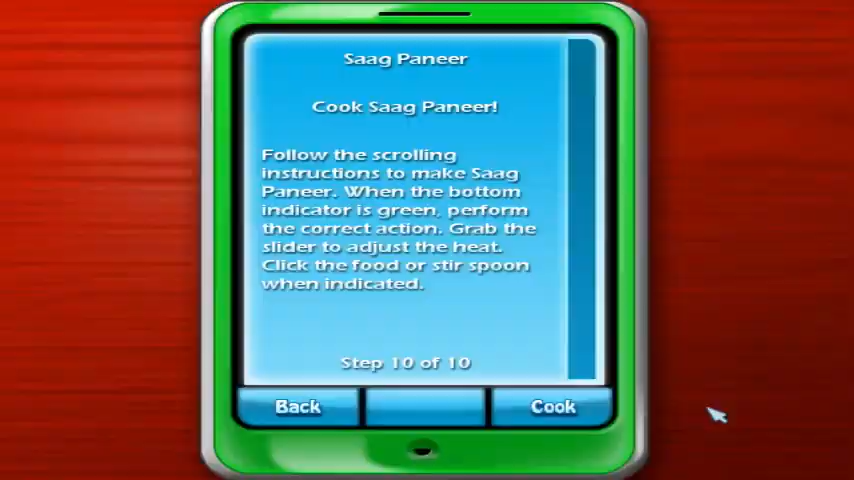 Saag Paneer
Cook Saag Paneer!
Follow the scrolling
instructions to make Saag
Paneer. When the bottom
indicator is green, perform
the correct action. Grab the
slider to adjust the heat.
Click the food or stir spoon
when indicated.
Step 10 of 10
Back
Cook